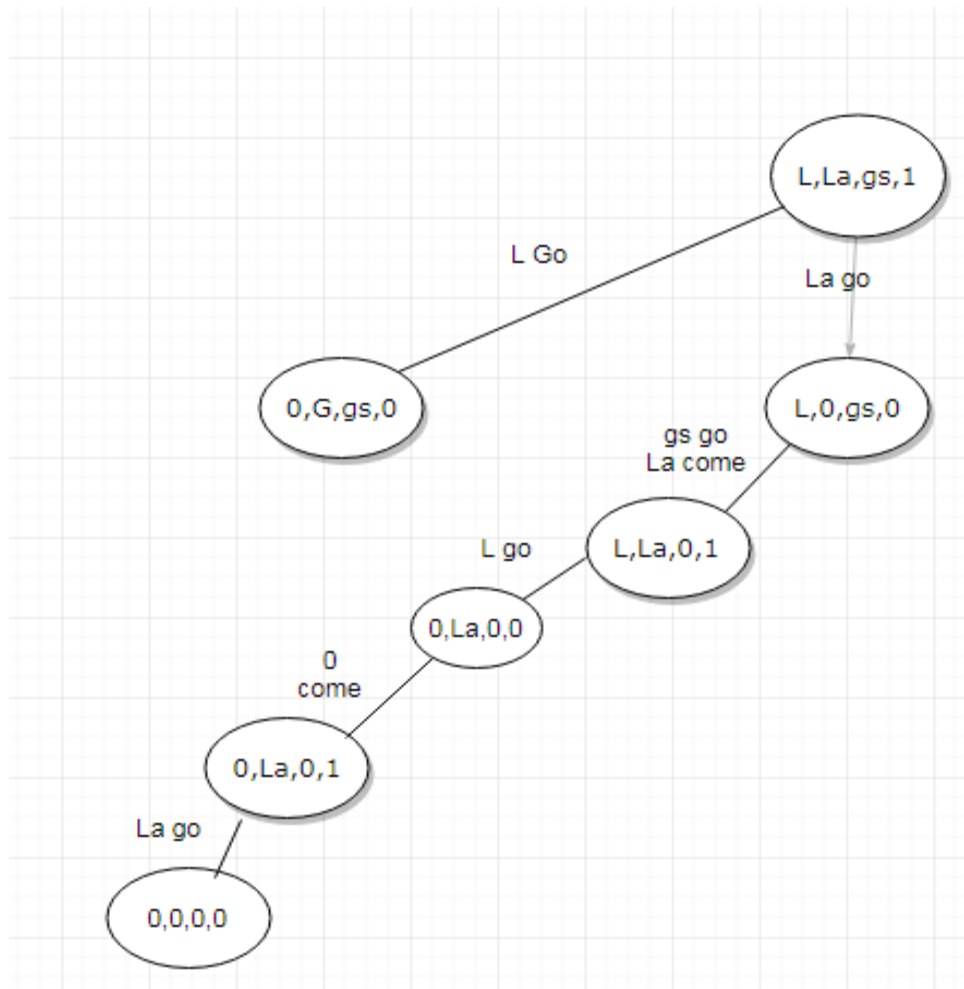 L,La,gs,1
L Go
La go
0,G,gs,0
L,0,gs,0
gs go
La come
L go
L,La,0,1
0,La,0,0
0
come
0,La,0,1
La go
0,0,0,0